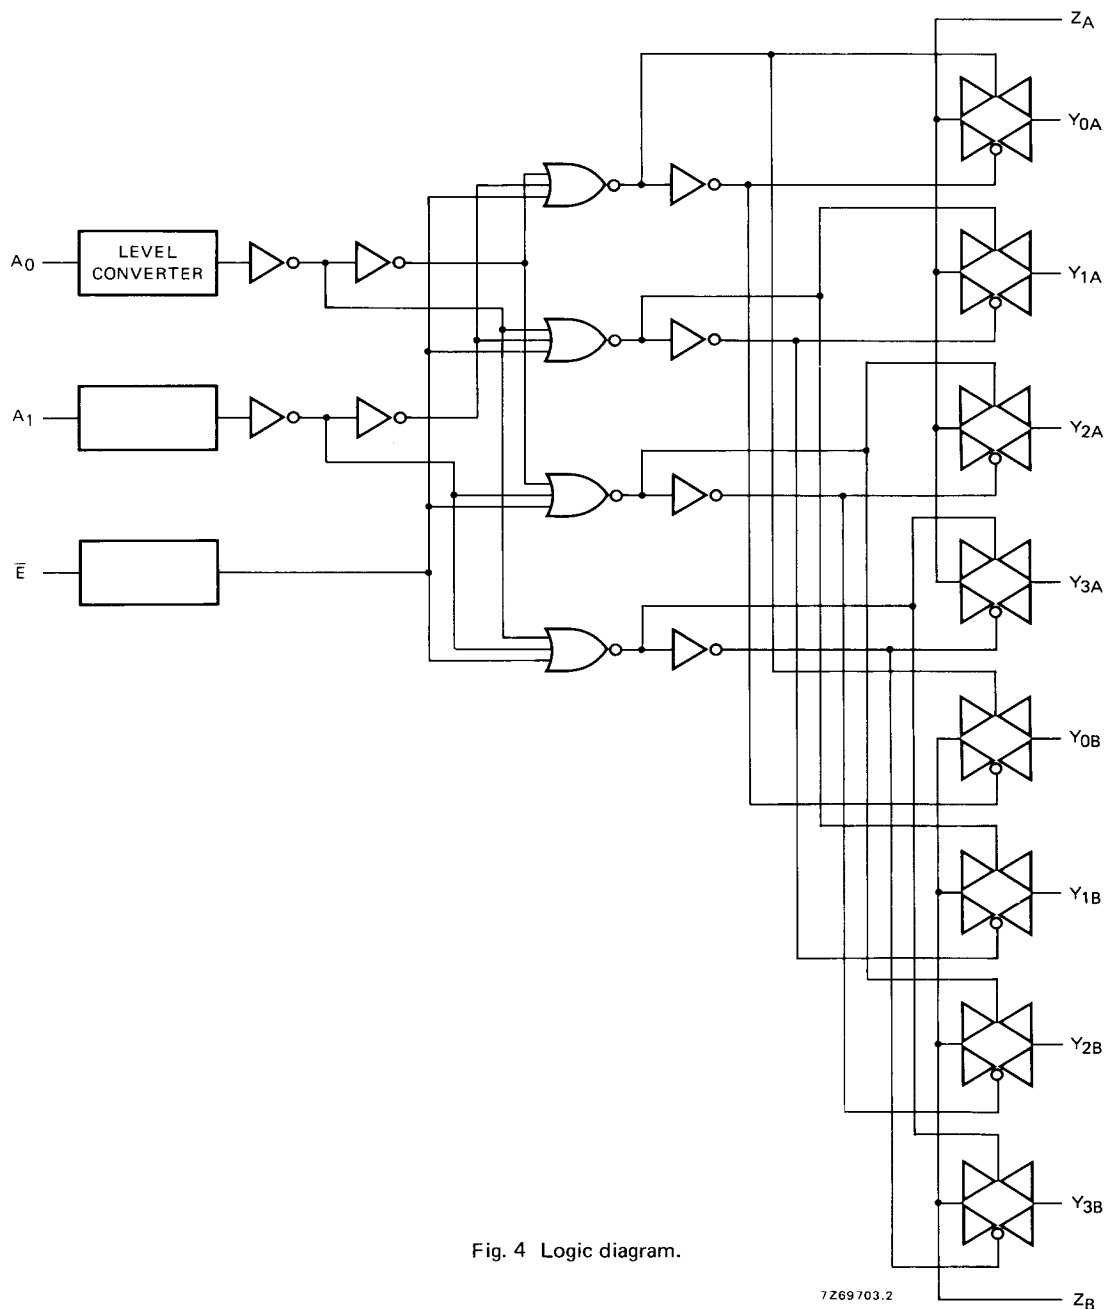 ZA
Y0A
A0
LEVEL
CONVERTER
Y1A
A1
Y2A
E̅
Y3A
Y0B
Y1B
Y2B
Y3B
Fig. 4 Logic diagram.
7Z69703.2
ZB